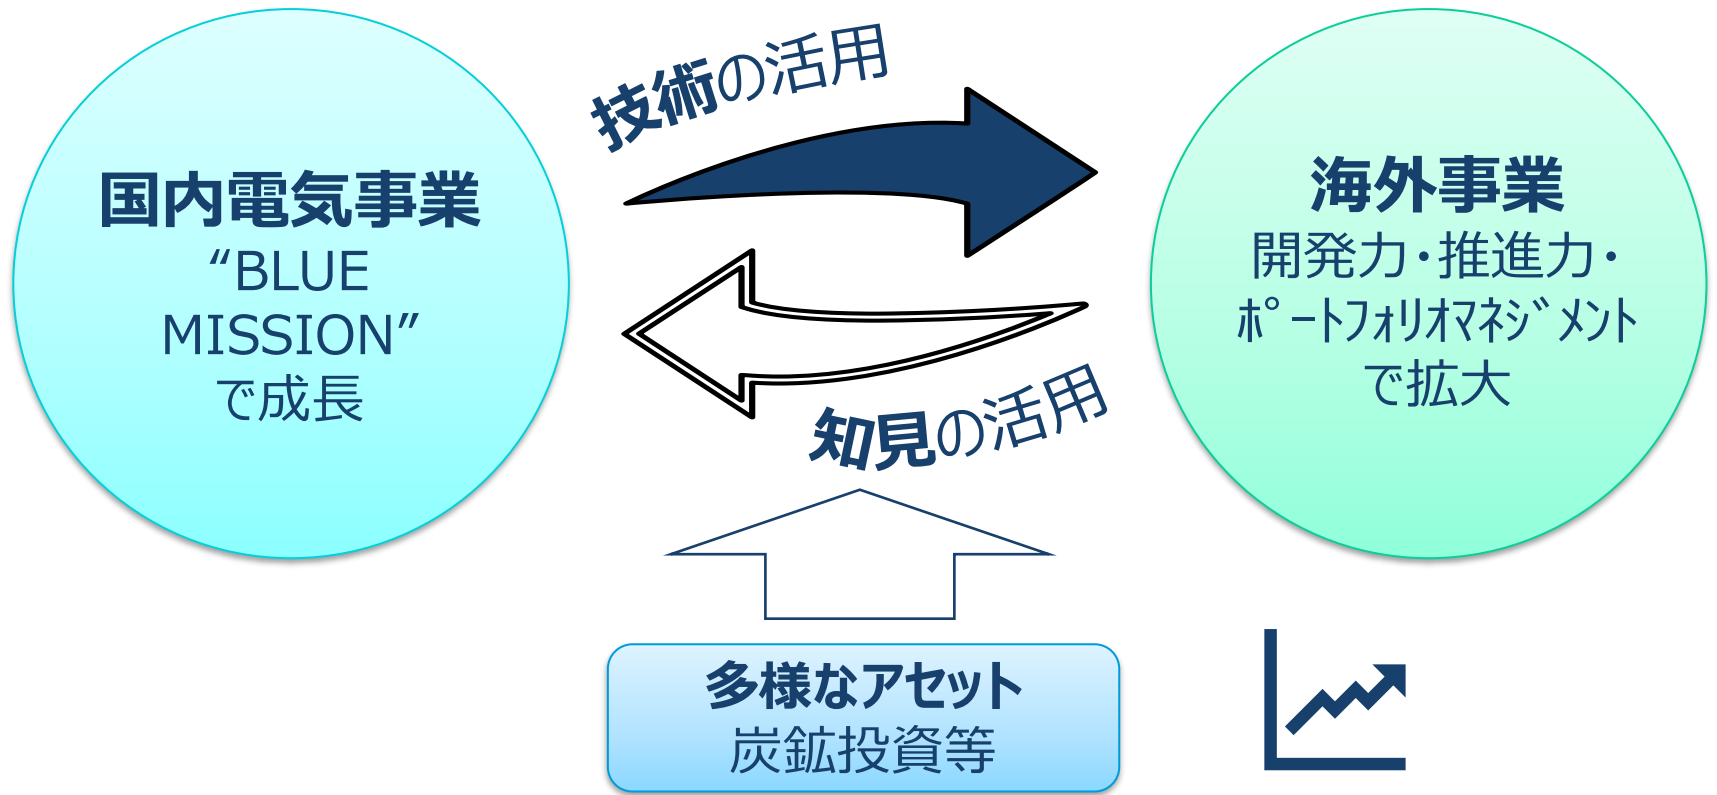 国内電気事業
“BLUE
MISSION”
で成長
技術の活用
知見の活用
海外事業
開発力・推進力・
ﾎﾟｰﾄﾌｫﾘｵﾏﾈｼﾞﾒﾝﾄ
で拡大
多様なアセット
炭鉱投資等